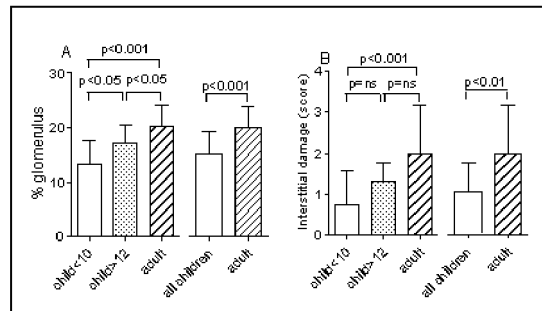 A
p<0.001
p<0.05 p<0.05
p<0.001
30
20
10
0
% glomerulus
child<10
child>12
adult
all children
adult
B
p<0.001
p=ns p=ns
p<0.01
4
3
2
1
0
Interstitial damage (score)
child<10
child>12
adult
all children
adult